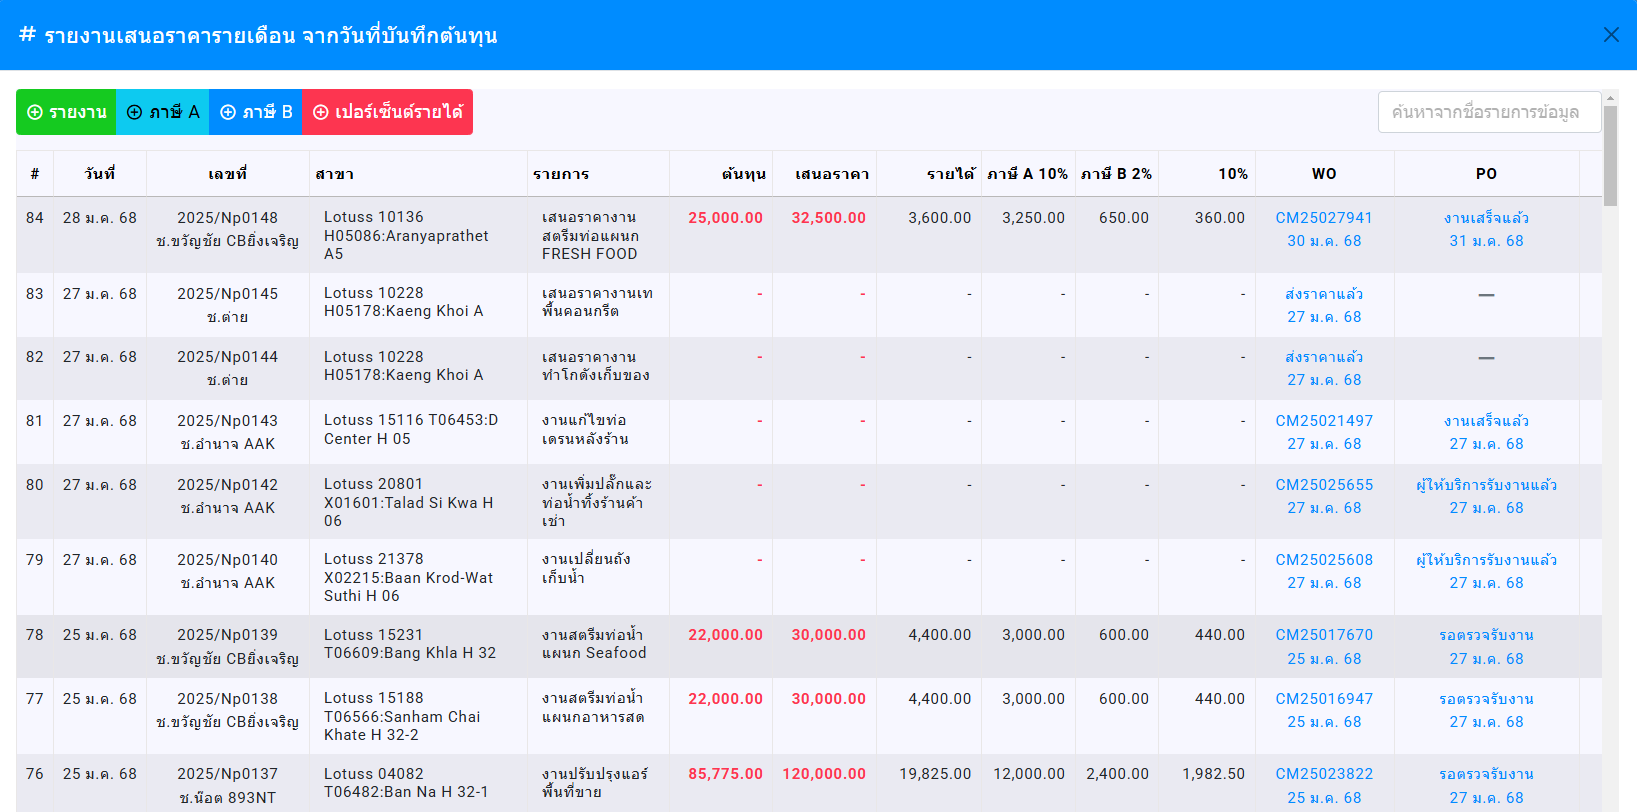 # รายงานเสนอราคารายเดือน จากวันที่บันทึกต้นทุน
รายงาน ภาษี A ภาษี B เปอร์เซ็นต์รายได้ ค้นหาจากชื่อรายการข้อมูล
# วันที่ เลขที่ สาขา รายการ ต้นทุน เสนอราคา รายได้ ภาษี A 10% ภาษี B 2% 10% WO PO
84 28 ม.ค. 68 2025/Np0148 Lotuss 10136 เสนอราคางาน 25,000.00 32,500.00 3,600.00 3,250.00 650.00 360.00 CM25027941 งานเสร็จแล้ว
ช.ขวัญชัย CBยิ่งเจริญ H05086:Aranyaprathet สตรีมท่อแผนก 30 ม.ค. 68 31 ม.ค. 68
A5 FRESH FOOD
83 27 ม.ค. 68 2025/Np0145 Lotuss 10228 เสนอราคางานเท - - - - - - ส่งราคาแล้ว —
ช.ต่าย H05178:Kaeng Khoi A พื้นคอนกรีต 27 ม.ค. 68
82 27 ม.ค. 68 2025/Np0144 Lotuss 10228 เสนอราคางาน - - - - - - ส่งราคาแล้ว —
ช.ต่าย H05178:Kaeng Khoi A ทำโกดังเก็บของ 27 ม.ค. 68
81 27 ม.ค. 68 2025/Np0143 Lotuss 15116 T06453:D งานแก้ไขท่อ - - - - - - CM25021497 งานเสร็จแล้ว
ช.อำนาจ AAK Center H 05 เดรนหลังร้าน 27 ม.ค. 68 27 ม.ค. 68
80 27 ม.ค. 68 2025/Np0142 Lotuss 20801 งานเพิ่มปลั๊กและ - - - - - - CM25025655 ผู้ให้บริการรับงานแล้ว
ช.อำนาจ AAK X01601:Talad Si Kwa H ท่อน้ำทิ้งร้านค้า 27 ม.ค. 68 27 ม.ค. 68
06 เช่า
79 27 ม.ค. 68 2025/Np0140 Lotuss 21378 งานเปลี่ยนถัง - - - - - - CM25025608 ผู้ให้บริการรับงานแล้ว
ช.อำนาจ AAK X02215:Baan Krod-Wat เก็บน้ำ 27 ม.ค. 68 27 ม.ค. 68
Suthi H 06
78 25 ม.ค. 68 2025/Np0139 Lotuss 15231 งานสตรีมท่อน้ำ 22,000.00 30,000.00 4,400.00 3,000.00 600.00 440.00 CM25017670 รอตรวจรับงาน
ช.ขวัญชัย CBยิ่งเจริญ T06609:Bang Khla H 32 แผนก Seafood 25 ม.ค. 68 27 ม.ค. 68
77 25 ม.ค. 68 2025/Np0138 Lotuss 15188 งานสตรีมท่อน้ำ 22,000.00 30,000.00 4,400.00 3,000.00 600.00 440.00 CM25016947 รอตรวจรับงาน
ช.ขวัญชัย CBยิ่งเจริญ T06566:Sanham Chai แผนกอาหารสด 25 ม.ค. 68 27 ม.ค. 68
Khate H 32-2
76 25 ม.ค. 68 2025/Np0137 Lotuss 04082 งานปรับปรุงแอร์ 85,775.00 120,000.00 19,825.00 12,000.00 2,400.00 1,982.50 CM25023822 รอตรวจรับงาน
ช.น๊อต 893NT T06482:Ban Na H 32-1 พื้นที่ขาย 25 ม.ค. 68 27 ม.ค. 68